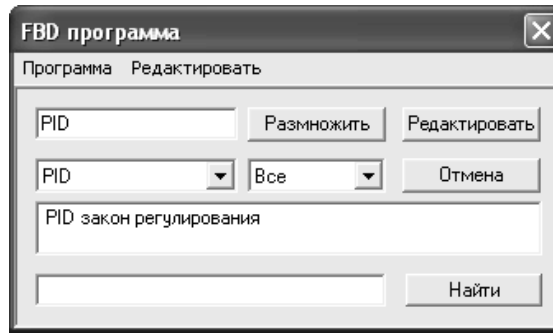 FBD программа
Программа Редактировать
PID Размножить Редактировать
PID Все Отмена
PID закон регулирования
Найти